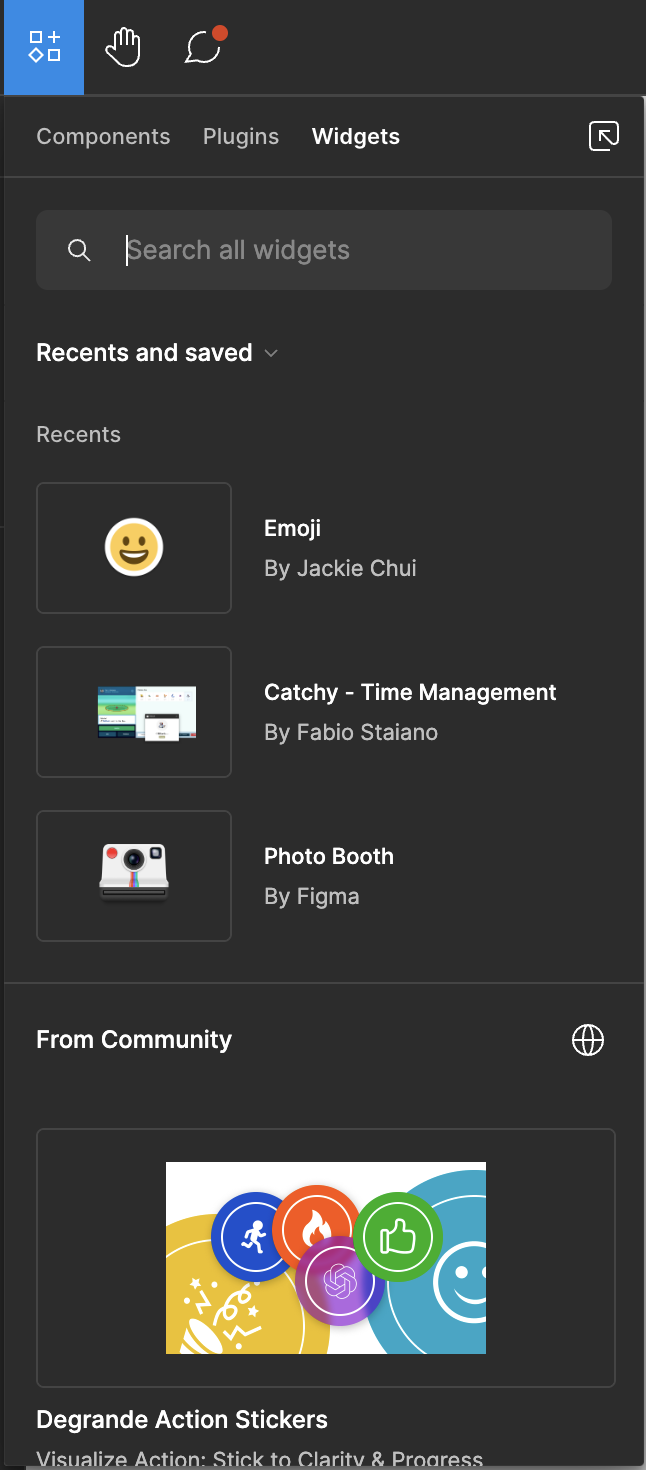 Components Plugins Widgets
Search all widgets
Recents and saved
Recents
Emoji
By Jackie Chui
Catchy - Time Management
By Fabio Staiano
Photo Booth
By Figma
From Community
Degrande Action Stickers
Visualize Action: Stick to Clarity & Progress